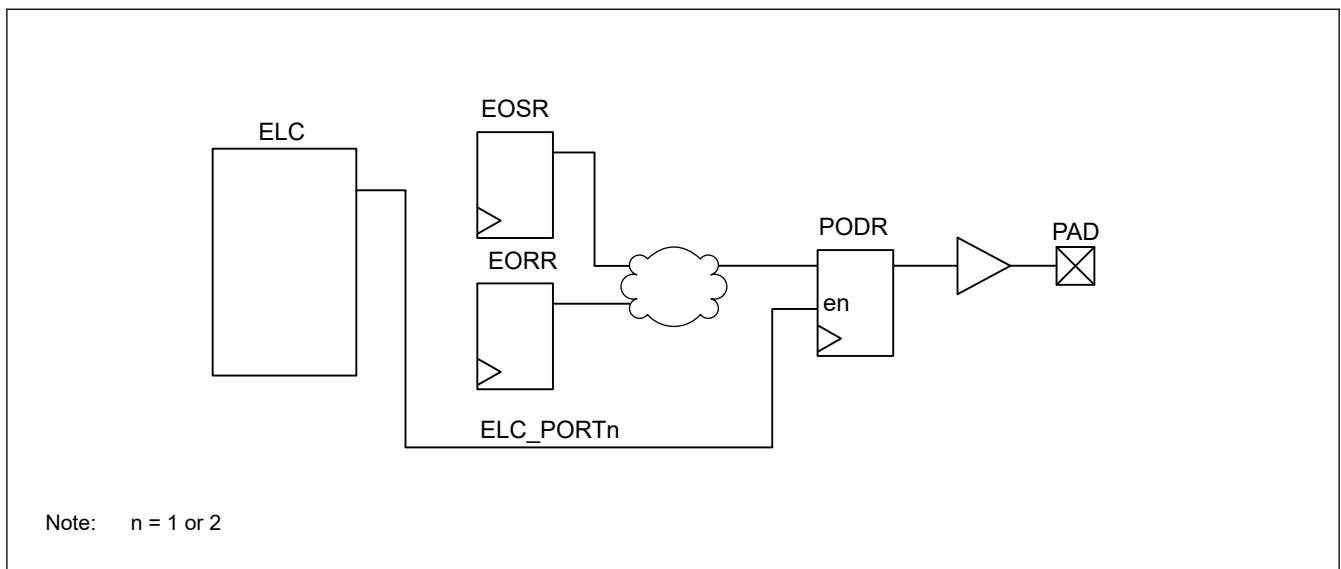 ELC
EOSR
EORR
PODR
en
PAD
ELC_PORTn
Note: n = 1 or 2